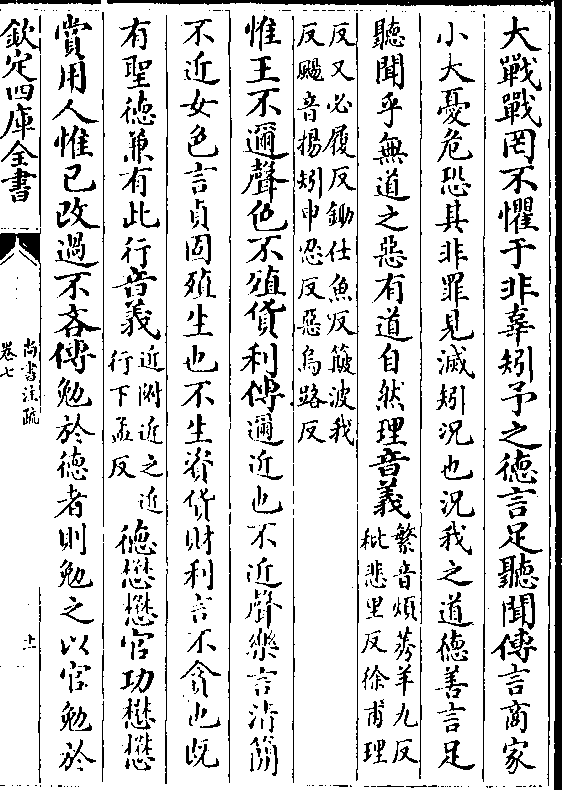 大戰戰罔不懼于非辜矧予之德言足聽聞傳言商家
小大憂危恐其非罪見滅矧況也況我之道德善言足
聽聞乎無道之惡有道自然理音義
繁音煩莠羊九反
秕悲里反徐甫理
反又必履反鋤仕魚反簸波我
反颺音揚矧申忍反惡烏路反
惟王不邇聲色不殖貨利傳邇近也不近聲樂言清簡
不近女色言貞固殖生也不生資貨財利言不貪也既
有聖德兼有此行音義
近附近之近
行下孟反
德懋懋官功懋懋
賞用人惟已改過不吝傳勉於德者則勉之以官勉於
欽定四庫全書
尚書注疏
卷七
十一